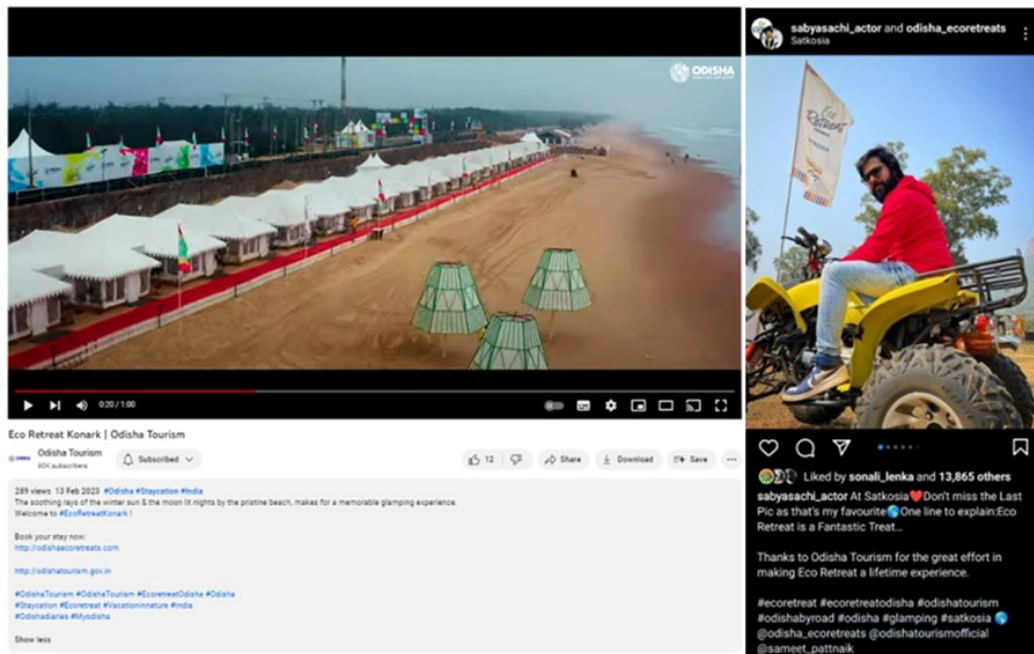 ODISHA
0:20 / 1:00
Eco Retreat Konark | Odisha Tourism
Odisha Tourism
90K subscribers
Subscribed
12
Share
Download
Save
289 views 13 Feb 2023 #Odisha #Staycation #India
The soothing rays of the winter sun & the moon lit nights by the pristine beach, makes for a memorable glamping experience.
Welcome to #EcoRetreatKonark !
Book your stay now:
http://odishaecoretreats.com
http://odishatourism.gov.in
#OdishaTourism #OdishaTourism #EcoretreatOdisha #Odisha
#Staycation #Ecoretreat #Vacationinnature #India
#Odishadiaries #Myodisha
Show less
sabyasachi_actor and odisha_ecoretreats
Satkosia
Eco
Retreat
Liked by sonali_lenka and 13,865 others
sabyasachi_actor At Satkosia❤️Don't miss the Last
Pic as that's my favourite🌎One line to explain:Eco
Retreat is a Fantastic Treat...
Thanks to Odisha Tourism for the great effort in
making Eco Retreat a lifetime experience.
#ecoretreat #ecoretreatodisha #odishatourism
#odishabyroad #odisha #glamping #satkosia 🌎
@odisha_ecoretreats @odishatourismofficial
@sameet_pattnaik